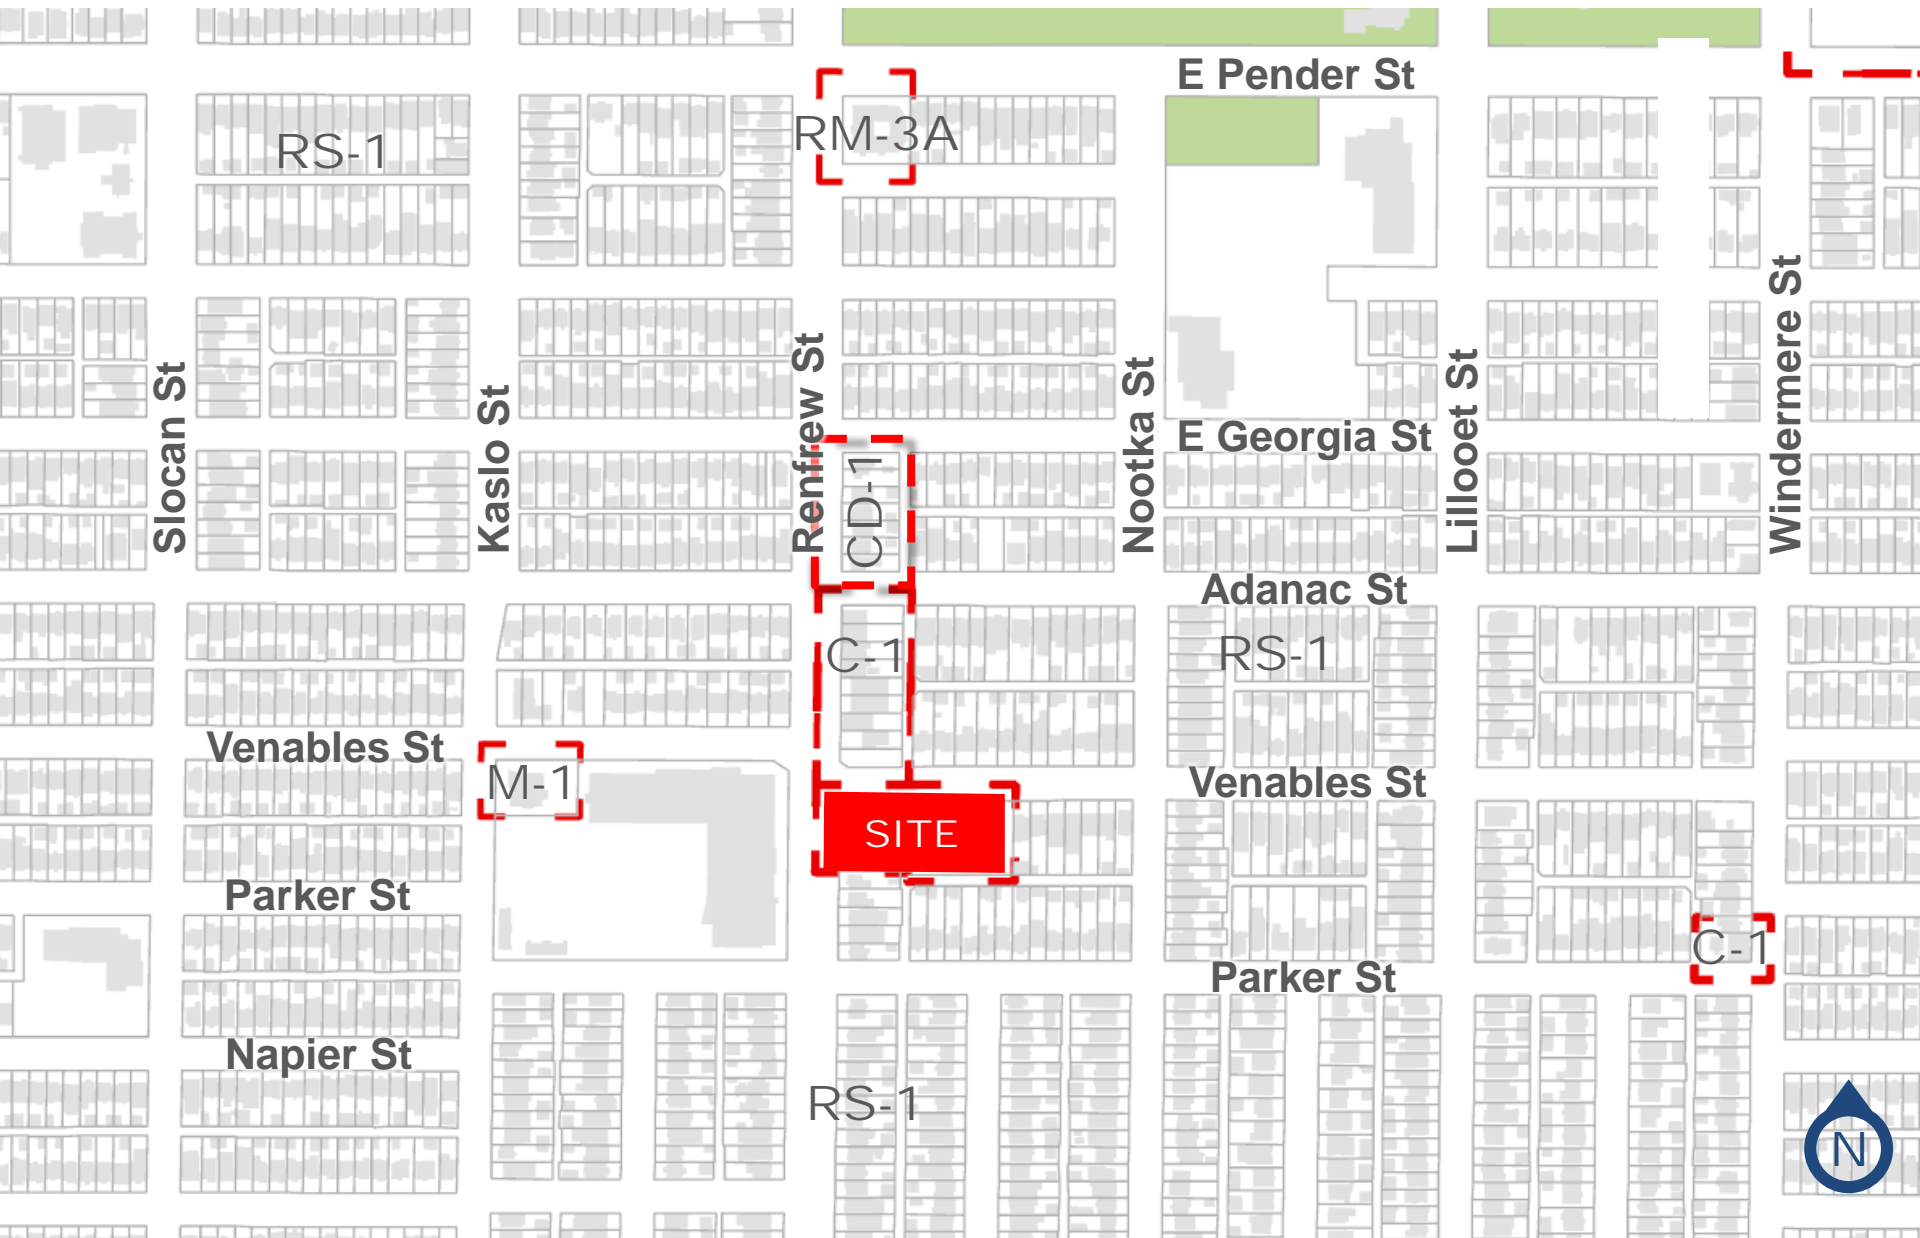 E Pender St
RM-3A
RS-1
Slocan St
Kaslo St
Renfrew St
Nootka St
Lillooet St
Windermere St
E Georgia St
CD-1
Adanac St
C-1
RS-1
Venables St
M-1
Venables St
SITE
Parker St
C-1
Parker St
Napier St
RS-1
N